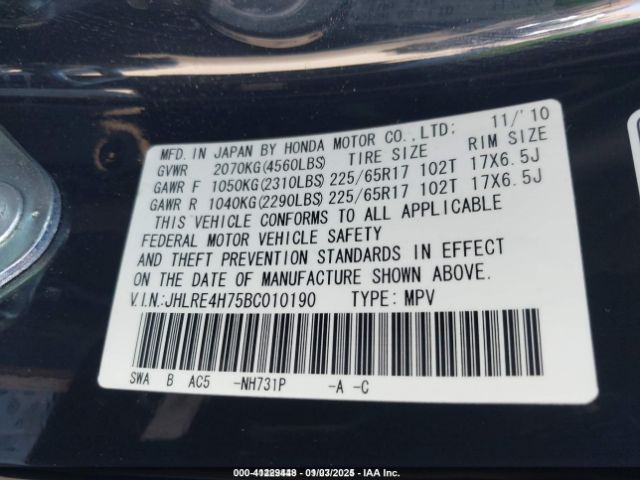 MFD. IN JAPAN BY HONDA MOTOR CO.,LTD: 11/'10
GVWR 2070KG(4560LBS) TIRE SIZE RIM SIZE
GAWR F 1050KG(2310LBS) 225/65R17 102T 17X6.5J
GAWR R 1040KG(2290LBS) 225/65R17 102T 17X6.5J
THIS VEHICLE CONFORMS TO ALL APPLICABLE
FEDERAL MOTOR VEHICLE SAFETY
AND THEFT PREVENTION STANDARDS IN EFFECT
ON THE DATE OF MANUFACTURE SHOWN ABOVE.
V.I.N.:JHLRE4H75BC010190 TYPE: MPV
SWA B AC5 -NH731P -A -C
- IAA Inc.